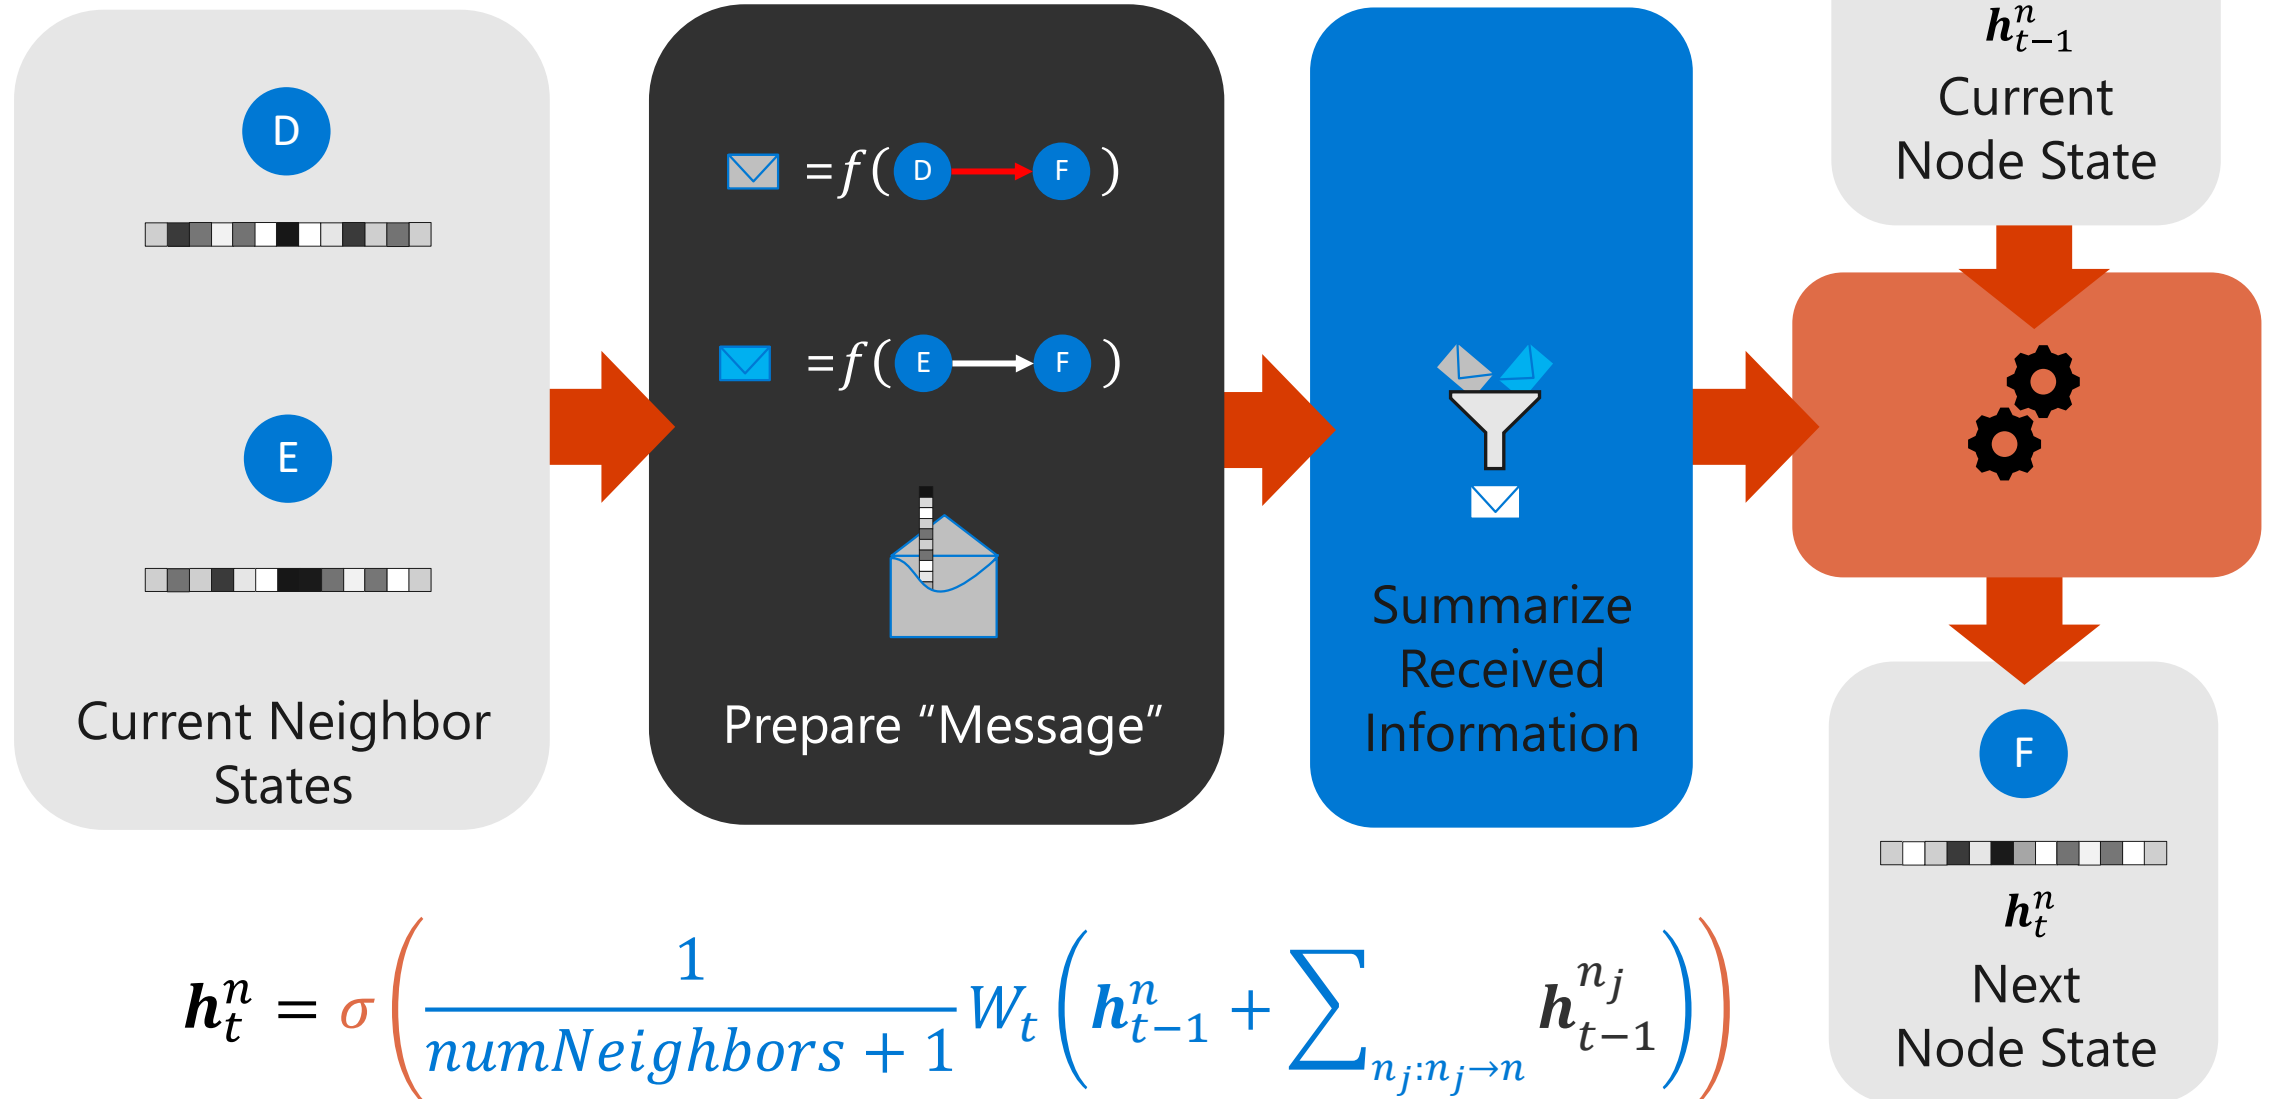 D
E
Current Neighbor
States
=f(D→F)
=f(E→F)
Prepare “Message”
Summarize
Received
Information
h^n_{t−1}
Current
Node State
F
h^n_t
Next
Node State
h^n_t = σ( 1/(numNeighbors + 1) W_t ( h^n_{t−1} + ∑_{n_j:n_j→n} h^{n_j}_{t−1} ) )